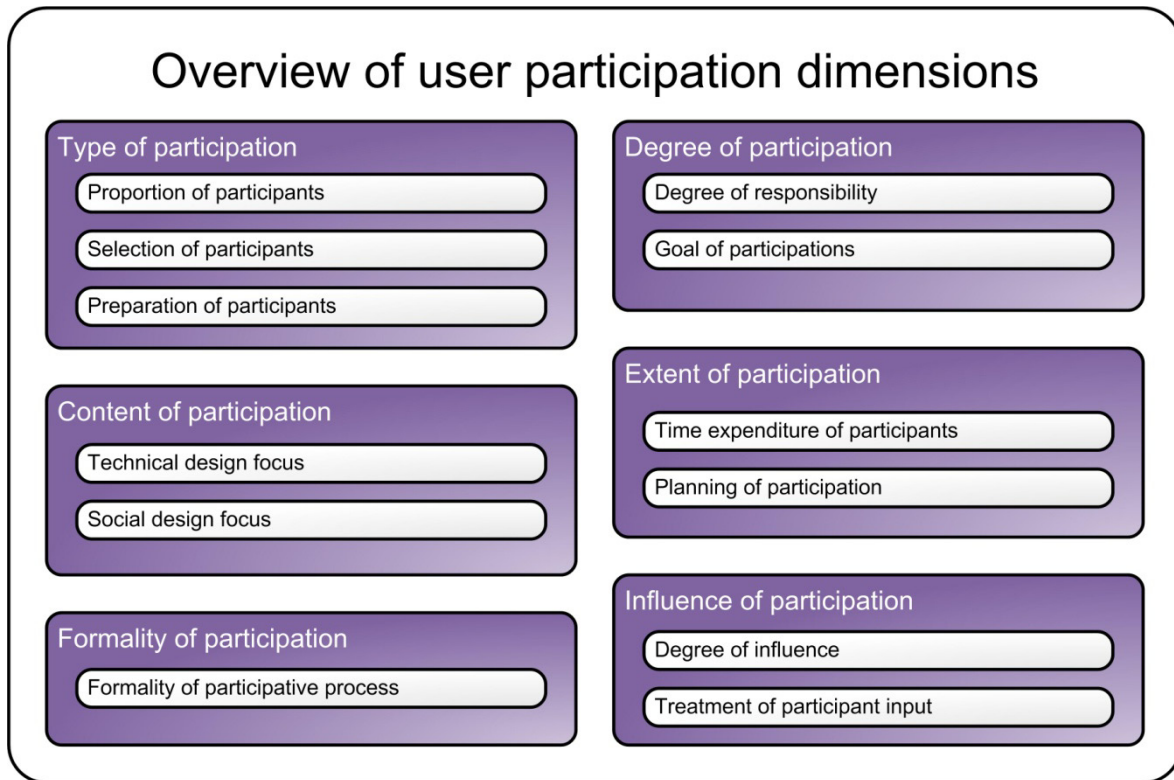 Overview of user participation dimensions
Type of participation
Proportion of participants
Selection of participants
Preparation of participants
Content of participation
Technical design focus
Social design focus
Formality of participation
Formality of participative process
Degree of participation
Degree of responsibility
Goal of participations
Extent of participation
Time expenditure of participants
Planning of participation
Influence of participation
Degree of influence
Treatment of participant input